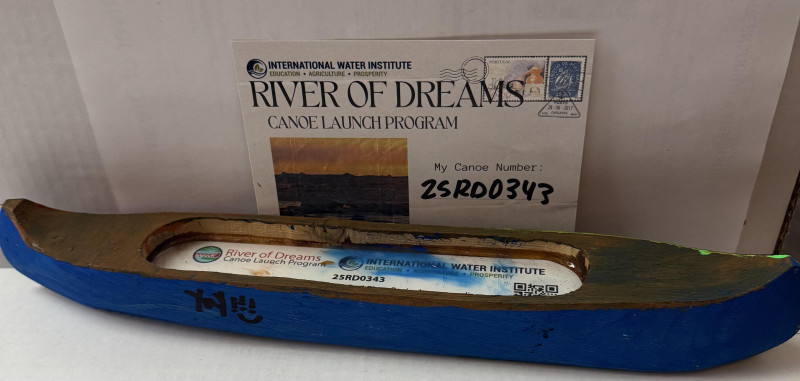 INTERNATIONAL WATER INSTITUTE
EDUCATION • AGRICULTURE • PROSPERITY
RIVER OF DREAMS
CANOE LAUNCH PROGRAM
PORTUGAL
My Canoe Number:
25RD0343
River of Dreams
Canoe Launch Program
INTERNATIONAL WATER INSTITUTE
EDUCATION • AGRICULTURE • PROSPERITY
25RD0343